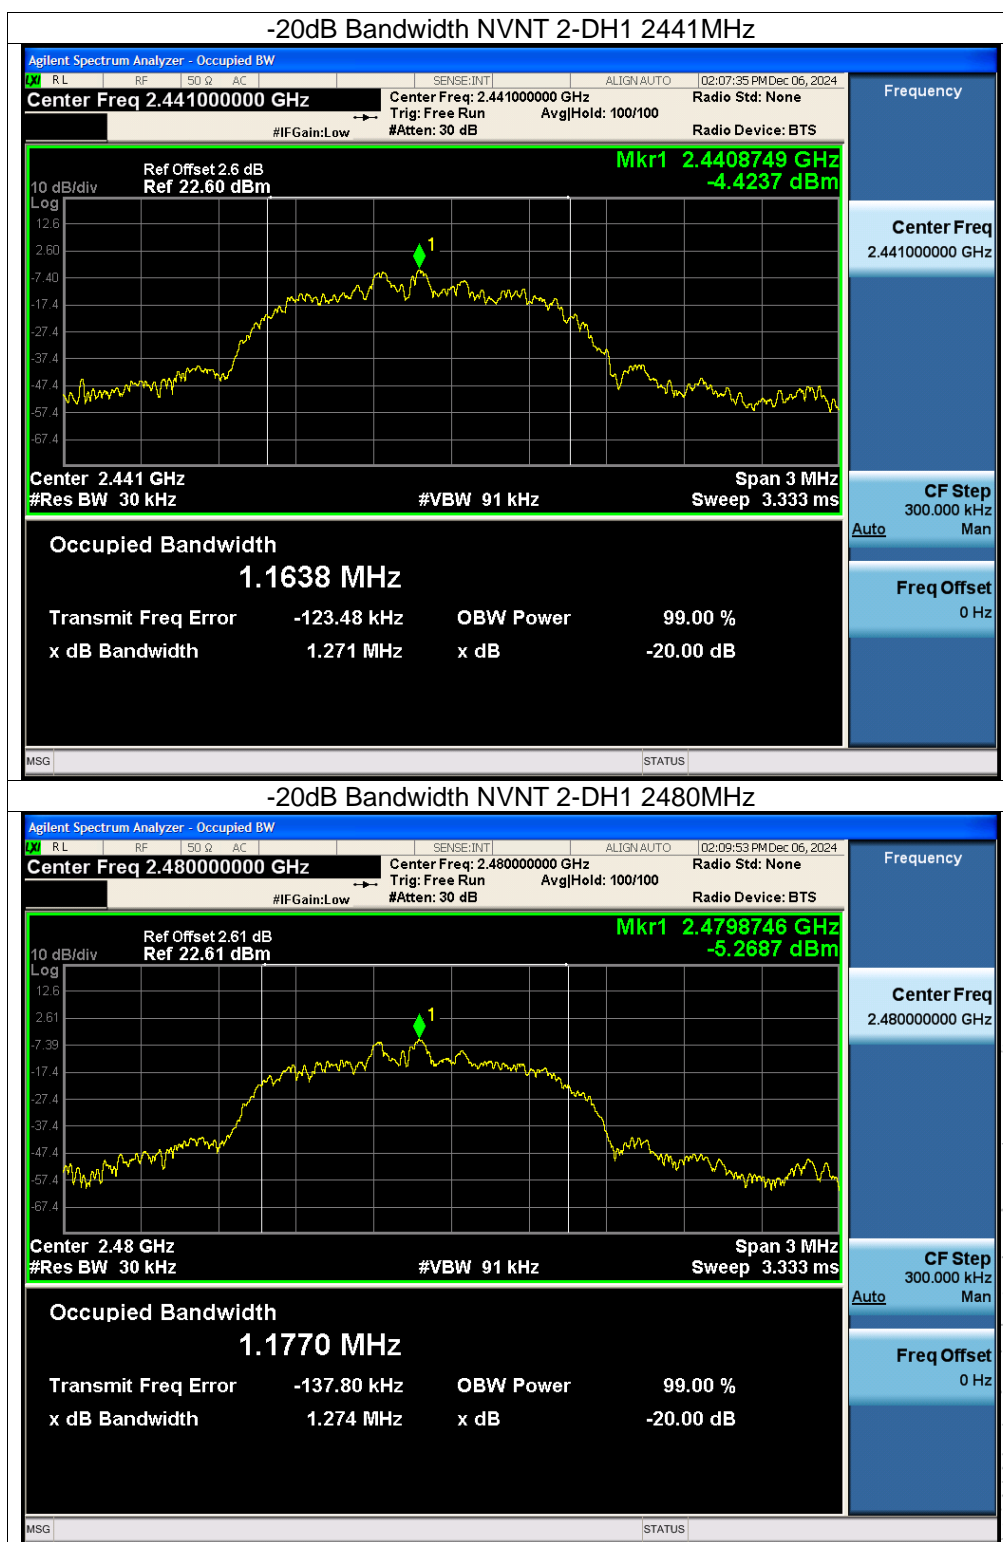 -20dB Bandwidth NVNT 2-DH1 2441MHz
Agilent Spectrum Analyzer - Occupied BW
LXI RL RF 50 Ω AC SENSE:INT ALIGN AUTO 02:07:35 PM Dec 06, 2024
Center Freq 2.441000000 GHz
Center Freq: 2.441000000 GHz
Radio Std: None
Trig: Free Run Avg|Hold: 100/100
#IFGain:Low #Atten: 30 dB Radio Device: BTS
Frequency
Mkr1 2.4408749 GHz
-4.4237 dBm
Ref Offset 2.6 dB
10 dB/div Ref 22.60 dBm
Log
12.6
2.60
-7.40
-17.4
-27.4
-37.4
-47.4
-57.4
-67.4
1
Center 2.441 GHz Span 3 MHz
#Res BW 30 kHz #VBW 91 kHz Sweep 3.333 ms
Center Freq
2.441000000 GHz
CF Step
300.000 kHz
Auto Man
Freq Offset
0 Hz
Occupied Bandwidth
1.1638 MHz
Transmit Freq Error -123.48 kHz OBW Power 99.00 %
x dB Bandwidth 1.271 MHz x dB -20.00 dB
MSG STATUS
-20dB Bandwidth NVNT 2-DH1 2480MHz
Agilent Spectrum Analyzer - Occupied BW
LXI RL RF 50 Ω AC SENSE:INT ALIGN AUTO 02:09:53 PM Dec 06, 2024
Center Freq 2.480000000 GHz
Center Freq: 2.480000000 GHz
Radio Std: None
Trig: Free Run Avg|Hold: 100/100
#IFGain:Low #Atten: 30 dB Radio Device: BTS
Frequency
Mkr1 2.4798746 GHz
-5.2687 dBm
Ref Offset 2.61 dB
10 dB/div Ref 22.61 dBm
Log
12.6
2.61
-7.39
-17.4
-27.4
-37.4
-47.4
-57.4
-67.4
1
Center 2.48 GHz Span 3 MHz
#Res BW 30 kHz #VBW 91 kHz Sweep 3.333 ms
Center Freq
2.480000000 GHz
CF Step
300.000 kHz
Auto Man
Freq Offset
0 Hz
Occupied Bandwidth
1.1770 MHz
Transmit Freq Error -137.80 kHz OBW Power 99.00 %
x dB Bandwidth 1.274 MHz x dB -20.00 dB
MSG STATUS